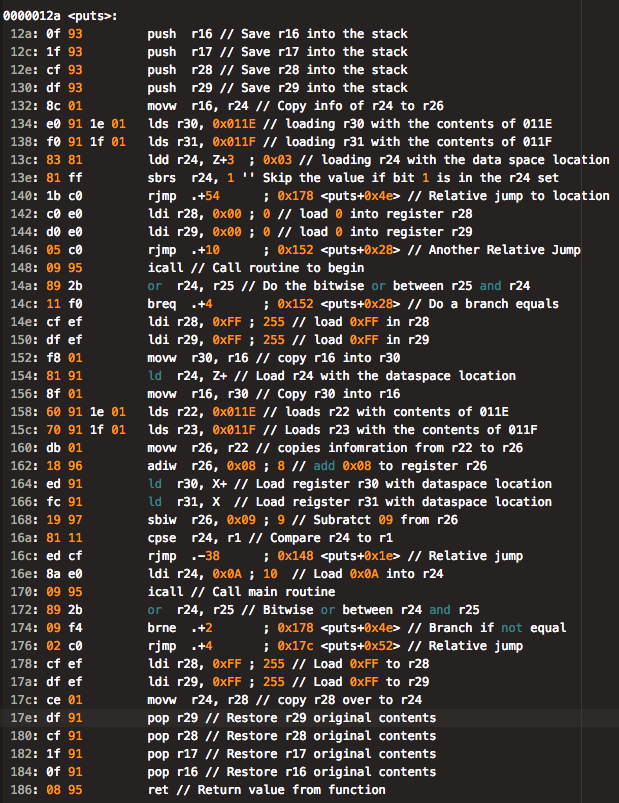 0000012a <puts>:
12a: 0f 93 push r16 // Save r16 into the stack
12c: 1f 93 push r17 // Save r17 into the stack
12e: cf 93 push r28 // Save r28 into the stack
130: df 93 push r29 // Save r29 into the stack
132: 8c 01 movw r16, r24 // Copy info of r24 to r26
134: e0 91 1e 01 lds r30, 0x011E // loading r30 with the contents of 011E
138: f0 91 1f 01 lds r31, 0x011F // loading r31 with the contents of 011F
13c: 83 81 ldd r24, Z+3 ; 0x03 // loading r24 with the data space location
13e: 81 ff sbrs r24, 1 '' Skip the value if bit 1 is in the r24 set
140: 1b c0 rjmp .+54 ; 0x178 <puts+0x4e> // Relative jump to location
142: c0 e0 ldi r28, 0x00 ; 0 // load 0 into register r28
144: d0 e0 ldi r29, 0x00 ; 0 // load 0 into register r29
146: 05 c0 rjmp .+10 ; 0x152 <puts+0x28> // Another Relative Jump
148: 09 95 icall // Call routine to begin
14a: 89 2b or r24, r25 // Do the bitwise or between r25 and r24
14c: 11 f0 breq .+4 ; 0x152 <puts+0x28> // Do a branch equals
14e: cf ef ldi r28, 0xFF ; 255 // load 0xFF in r28
150: df ef ldi r29, 0xFF ; 255 // load 0xFF in r29
152: f8 01 movw r30, r16 // copy r16 into r30
154: 81 91 ld r24, Z+ // Load r24 with the dataspace location
156: 8f 01 movw r16, r30 // Copy r30 into r16
158: 60 91 1e 01 lds r22, 0x011E // loads r22 with contents of 011E
15c: 70 91 1f 01 lds r23, 0x011F // Loads r23 with the contents of 011F
160: db 01 movw r26, r22 // copies infomration from r22 to r26
162: 18 96 adiw r26, 0x08 ; 8 // add 0x08 to register r26
164: ed 91 ld r30, X+ // Load register r30 with dataspace location
166: fc 91 ld r31, X // Load reigster r31 with dataspace location
168: 19 97 sbiw r26, 0x09 ; 9 // Subratct 09 from r26
16a: 81 11 cpse r24, r1 // Compare r24 to r1
16c: ed cf rjmp .-38 ; 0x148 <puts+0x1e> // Relative jump
16e: 8a e0 ldi r24, 0x0A ; 10 // Load 0x0A into r24
170: 09 95 icall // Call main routine
172: 89 2b or r24, r25 // Bitwise or between r24 and r25
174: 09 f4 brne .+2 ; 0x178 <puts+0x4e> // Branch if not equal
176: 02 c0 rjmp .+4 ; 0x17c <puts+0x52> // Relative jump
178: cf ef ldi r28, 0xFF ; 255 // Load 0xFF to r28
17a: df ef ldi r29, 0xFF ; 255 // Load 0xFF to r29
17c: ce 01 movw r24, r28 // copy r28 over to r24
17e: df 91 pop r29 // Restore r29 original contents
180: cf 91 pop r28 // Restore r28 original contents
182: 1f 91 pop r17 // Restore r17 original contents
184: 0f 91 pop r16 // Restore r16 original contents
186: 08 95 ret // Return value from function